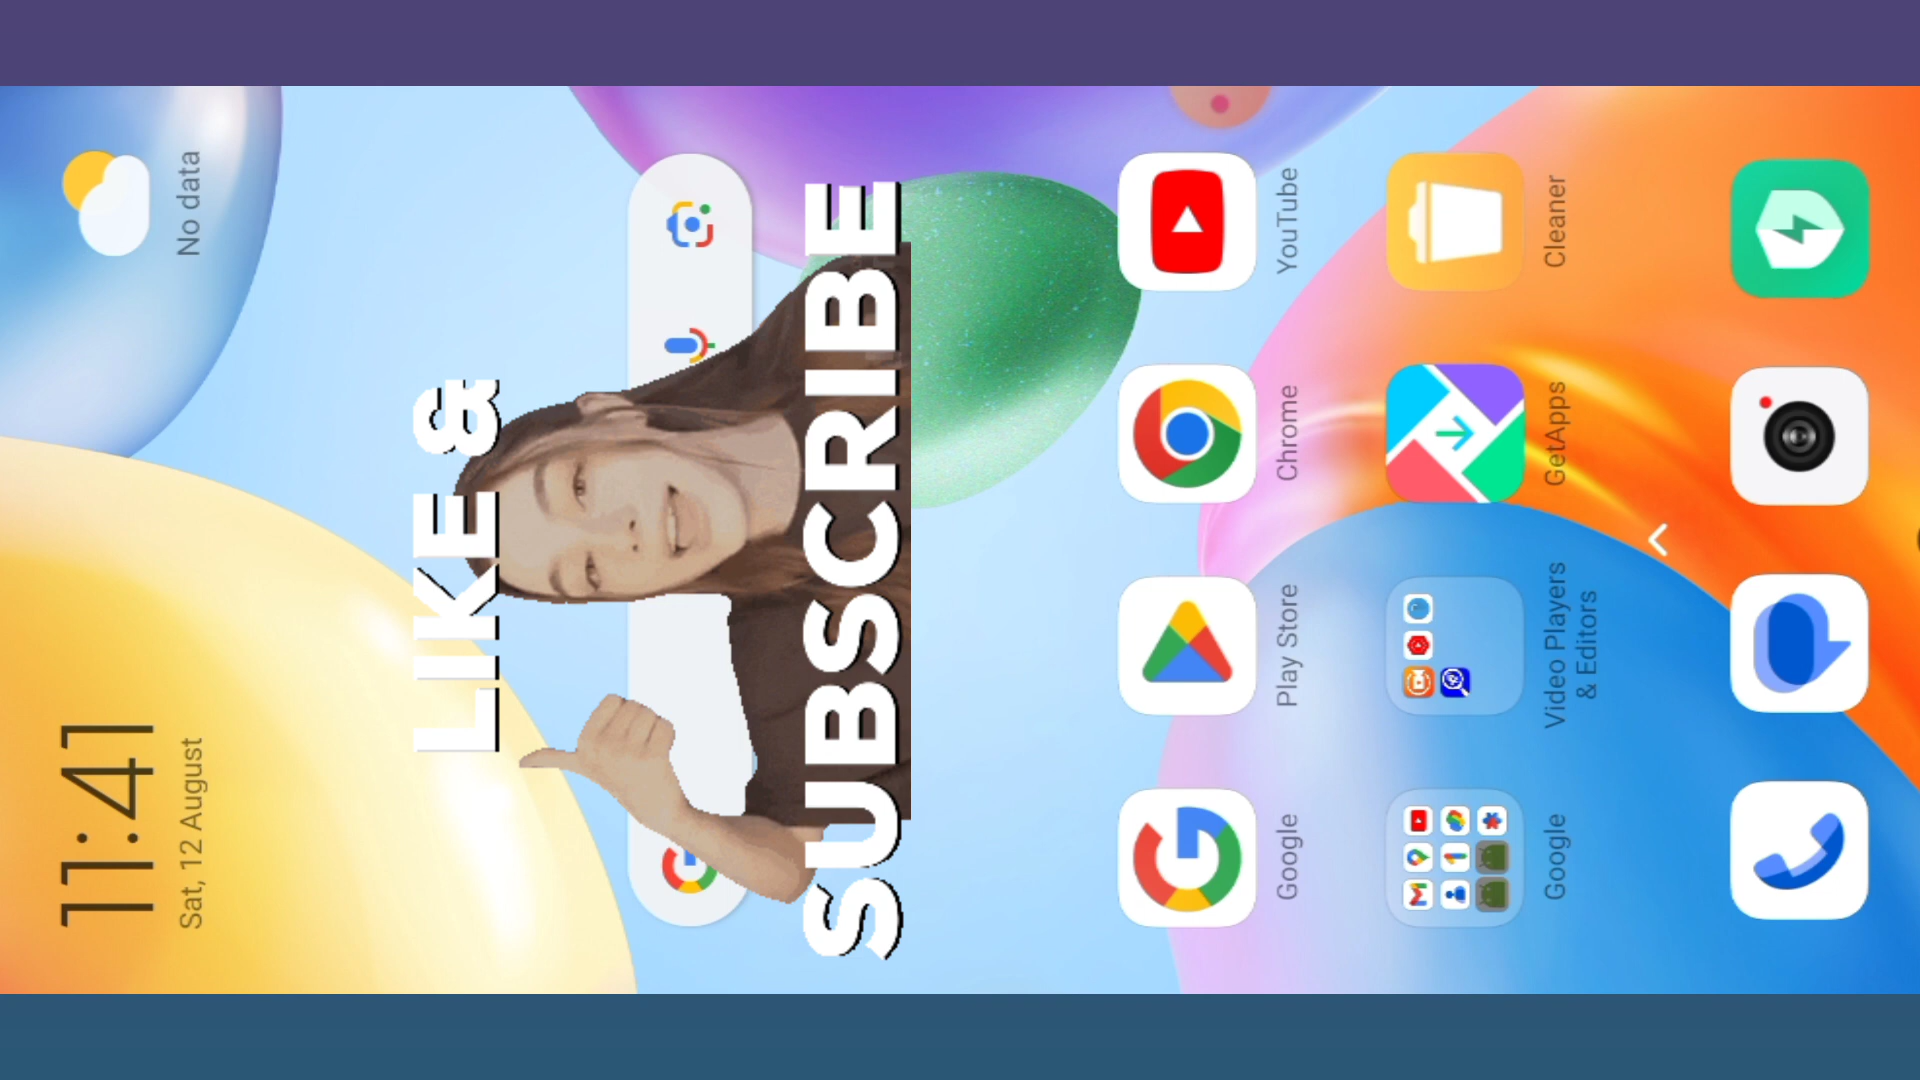 11:41
Sat, 12 August
No data
LIKE &
SUBSCRIBE
Google
Play Store
Chrome
YouTube
Google
Video Players
& Editors
GetApps
Cleaner